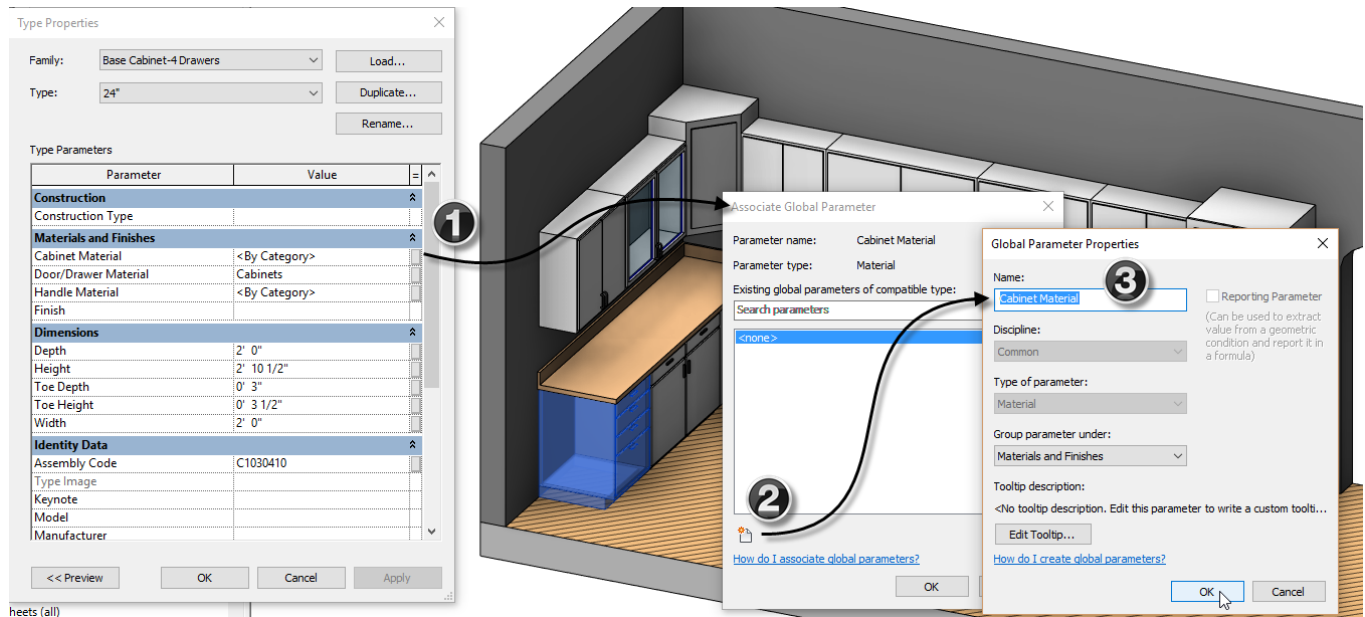 Type Properties
Family: Base Cabinet-4 Drawers Load...
Type: 24" Duplicate...
Rename...
Type Parameters
Parameter Value =
Construction
Construction Type
Materials and Finishes
Cabinet Material <By Category>
Door/Drawer Material Cabinets
Handle Material <By Category>
Finish
Dimensions
Depth 2' 0"
Height 2' 10 1/2"
Toe Depth 0' 3"
Toe Height 0' 3 1/2"
Width 2' 0"
Identity Data
Assembly Code C1030410
Type Image
Keynote
Model
Manufacturer
<< Preview OK Cancel Apply
heets (all)
1
Associate Global Parameter
Parameter name: Cabinet Material
Parameter type: Material
Existing global parameters of compatible type:
Search parameters
<none>
2
How do I associate global parameters?
OK
Global Parameter Properties
3
Name:
Cabinet Material
Reporting Parameter
(Can be used to extract
value from a geometric
condition and report it in
a formula)
Discipline:
Common
Type of parameter:
Material
Group parameter under:
Materials and Finishes
Tooltip description:
<No tooltip description. Edit this parameter to write a custom toolti...
Edit Tooltip...
How do I create global parameters?
OK Cancel